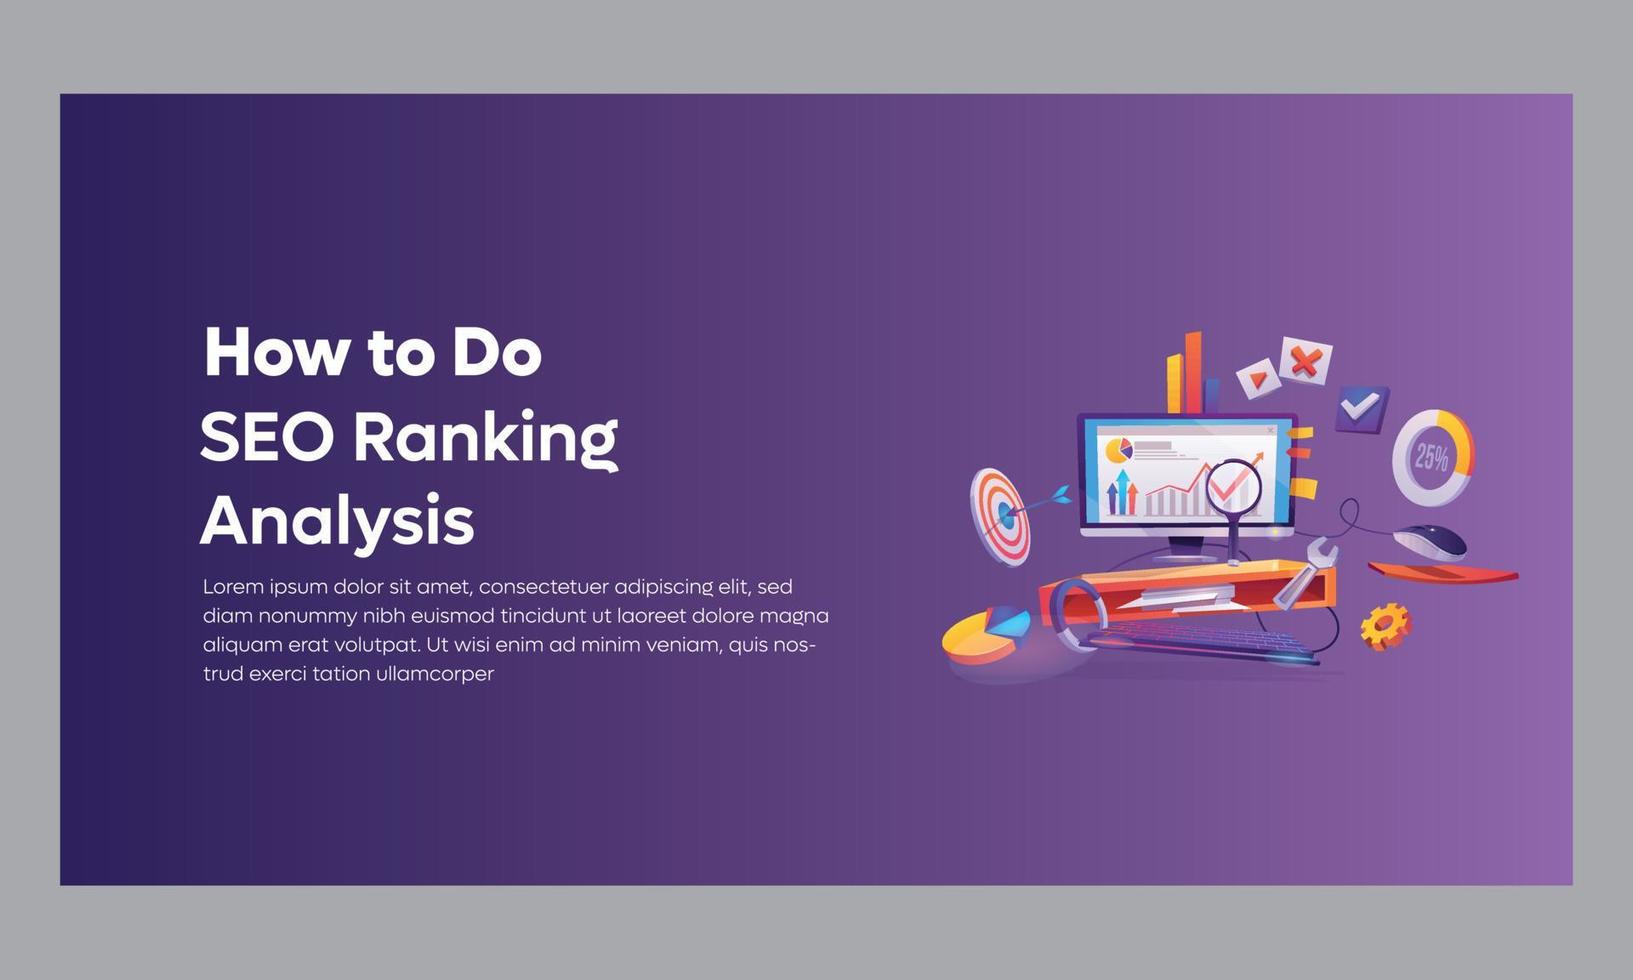 How to Do
SEO Ranking
Analysis
Lorem ipsum dolor sit amet, consectetuer adipiscing elit, sed
diam nonummy nibh euismod tincidunt ut laoreet dolore magna
aliquam erat volutpat. Ut wisi enim ad minim veniam, quis nos-
trud exerci tation ullamcorper
25%